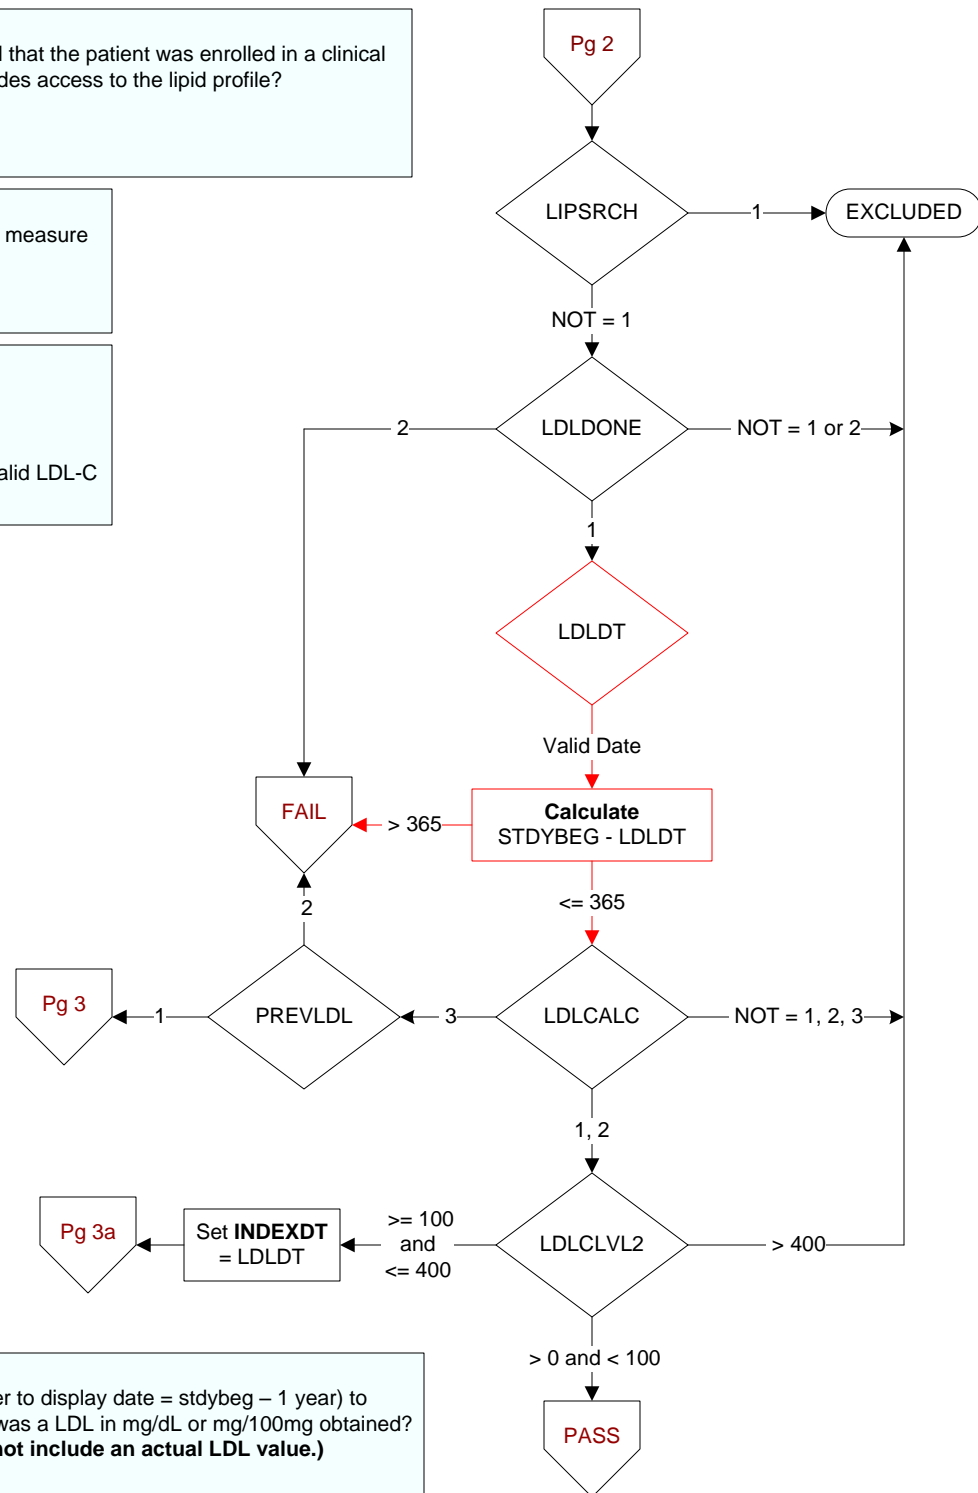 l that the patient was enrolled in a clinical
des access to the lipid profile?
measure
alid LDL-C
Pg 2
LIPSRCH
1
EXCLUDED
NOT = 1
2
LDLDONE
NOT = 1 or 2
1
LDLDT
Valid Date
FAIL
> 365
Calculate
STDYBEG - LDLDT
2
<= 365
Pg 3
1
PREVLDL
3
LDLCALC
NOT = 1, 2, 3
1, 2
Pg 3a
Set INDEXDT
= LDLDT
>= 100
and
<= 400
LDLCLVL2
> 400
> 0 and < 100
PASS
er to display date = stdybeg – 1 year) to
was a LDL in mg/dL or mg/100mg obtained?
not include an actual LDL value.)